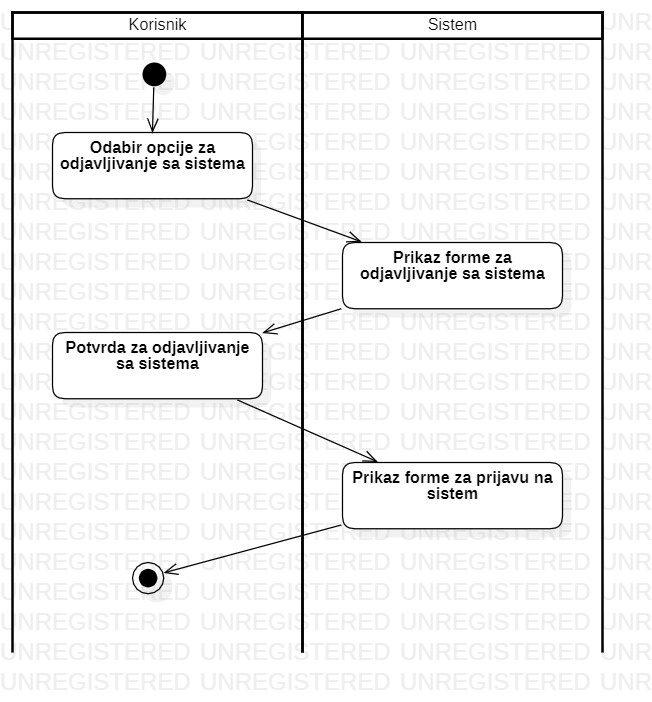 Korisnik
Sistem
Odabir opcije za
odjavljivanje sa sistema
Prikaz forme za
odjavljivanje sa sistema
Potvrda za odjavljivanje
sa sistema
Prikaz forme za prijavu na
sistem
UNREGISTERED UNREGISTERED UNREGISTERED UNR